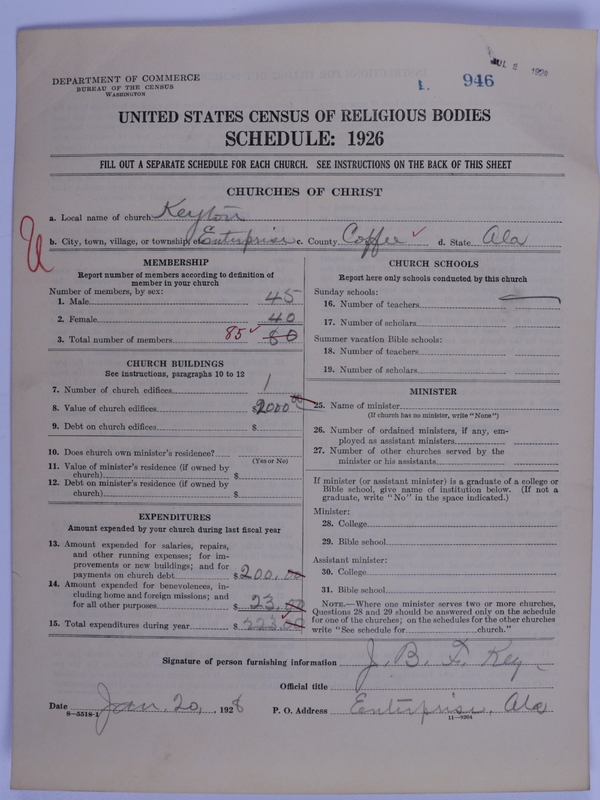 DEPARTMENT OF COMMERCE
BUREAU OF THE CENSUS
WASHINGTON
JUL 2 1928
1. 946
UNITED STATES CENSUS OF RELIGIOUS BODIES
SCHEDULE: 1926
FILL OUT A SEPARATE SCHEDULE FOR EACH CHURCH. SEE INSTRUCTIONS ON THE BACK OF THIS SHEET
CHURCHES OF CHRIST
a. Local name of church Keyton
b. City, town, village, or township, etc. Enterprise c. County Coffee ✓ d. State Ala
MEMBERSHIP
Report number of members according to definition of
member in your church
Number of members, by sex:
1. Male 45
2. Female 40
3. Total number of members 85 ✓ 80
CHURCH BUILDINGS
See instructions, paragraphs 10 to 12
7. Number of church edifices 1
8. Value of church edifices $2000 00
9. Debt on church edifices $
10. Does church own minister's residence?
(Yes or No)
11. Value of minister's residence (if owned by
church) $
12. Debt on minister's residence (if owned by
church) $
EXPENDITURES
Amount expended by your church during last fiscal year
13. Amount expended for salaries, repairs,
and other running expenses; for im-
provements or new buildings; and for
payments on church debt $200.00
14. Amount expended for benevolences, in-
cluding home and foreign missions; and
for all other purposes $23.00
15. Total expenditures during year $223.00
CHURCH SCHOOLS
Report here only schools conducted by this church
Sunday schools:
16. Number of teachers
17. Number of scholars
Summer vacation Bible schools:
18. Number of teachers
19. Number of scholars
MINISTER
25. Name of minister
(If church has no minister, write "None")
26. Number of ordained ministers, if any, em-
ployed as assistant ministers
27. Number of other churches served by the
minister or his assistants
If minister (or assistant minister) is a graduate of a college or
Bible school, give name of institution below. (If not a
graduate, write "No" in the space indicated.)
Minister:
28. College
29. Bible school
Assistant minister:
30. College
31. Bible school
NOTE.—Where one minister serves two or more churches,
Questions 28 and 29 should be answered only on the schedule
for one of the churches; on the schedules for the other churches
write "See schedule for church."
Signature of person furnishing information J. B. F. Key
Official title
Date Jan. 20, , 1928 P. O. Address Enterprise, Ala
8—5518-1 11—9204